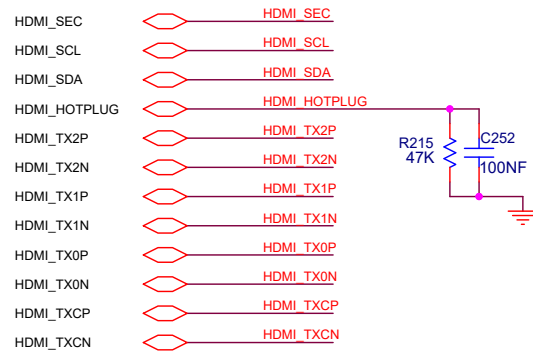 HDMI_SEC HDMI_SEC
HDMI_SCL HDMI_SCL
HDMI_SDA HDMI_SDA
HDMI_HOTPLUG HDMI_HOTPLUG
HDMI_TX2P HDMI_TX2P
R215 C252
47K
HDMI_TX2N HDMI_TX2N
100NF
HDMI_TX1P HDMI_TX1P
HDMI_TX1N HDMI_TX1N
HDMI_TX0P HDMI_TX0P
HDMI_TX0N HDMI_TX0N
HDMI_TXCP HDMI_TXCP
HDMI_TXCN HDMI_TXCN